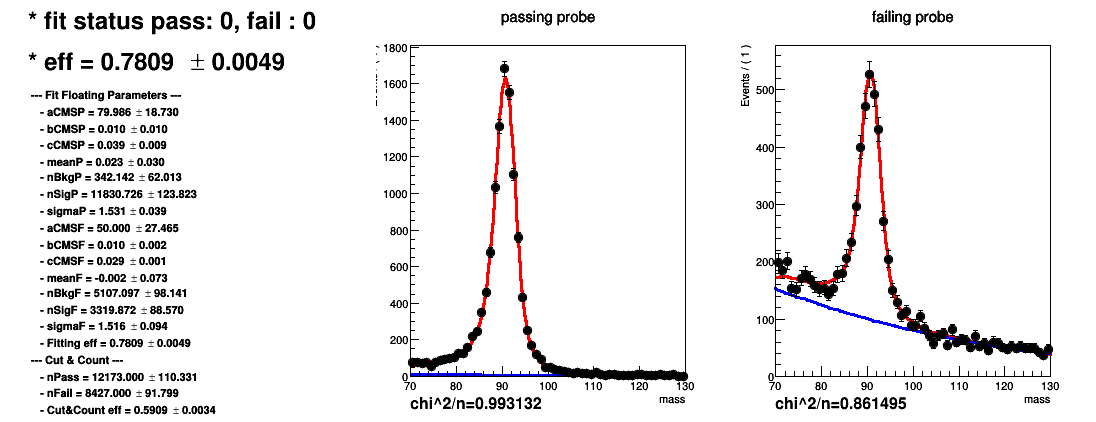 * fit status pass: 0, fail : 0
* eff = 0.7809 ± 0.0049
--- Fit Floating Parameters ---
- aCMSP = 79.986 ± 18.730
- bCMSP = 0.010 ± 0.010
- cCMSP = 0.039 ± 0.009
- meanP = 0.023 ± 0.030
- nBkgP = 342.142 ± 62.013
- nSigP = 11830.726 ± 123.823
- sigmaP = 1.531 ± 0.039
- aCMSF = 50.000 ± 27.465
- bCMSF = 0.010 ± 0.002
- cCMSF = 0.029 ± 0.001
- meanF = -0.002 ± 0.073
- nBkgF = 5107.097 ± 98.141
- nSigF = 3319.872 ± 88.570
- sigmaF = 1.516 ± 0.094
- Fitting eff = 0.7809 ± 0.0049
--- Cut & Count ---
- nPass = 12173.000 ± 110.331
- nFail = 8427.000 ± 91.799
- Cut&Count eff = 0.5909 ± 0.0034
passing probe
1800
1600
1400
1200
1000
800
600
400
200
0
70 80 90 100 110 120 130
mass
chi^2/n=0.993132
failing probe
Events / ( 1 )
500
400
300
200
100
0
70 80 90 100 110 120 130
mass
chi^2/n=0.861495